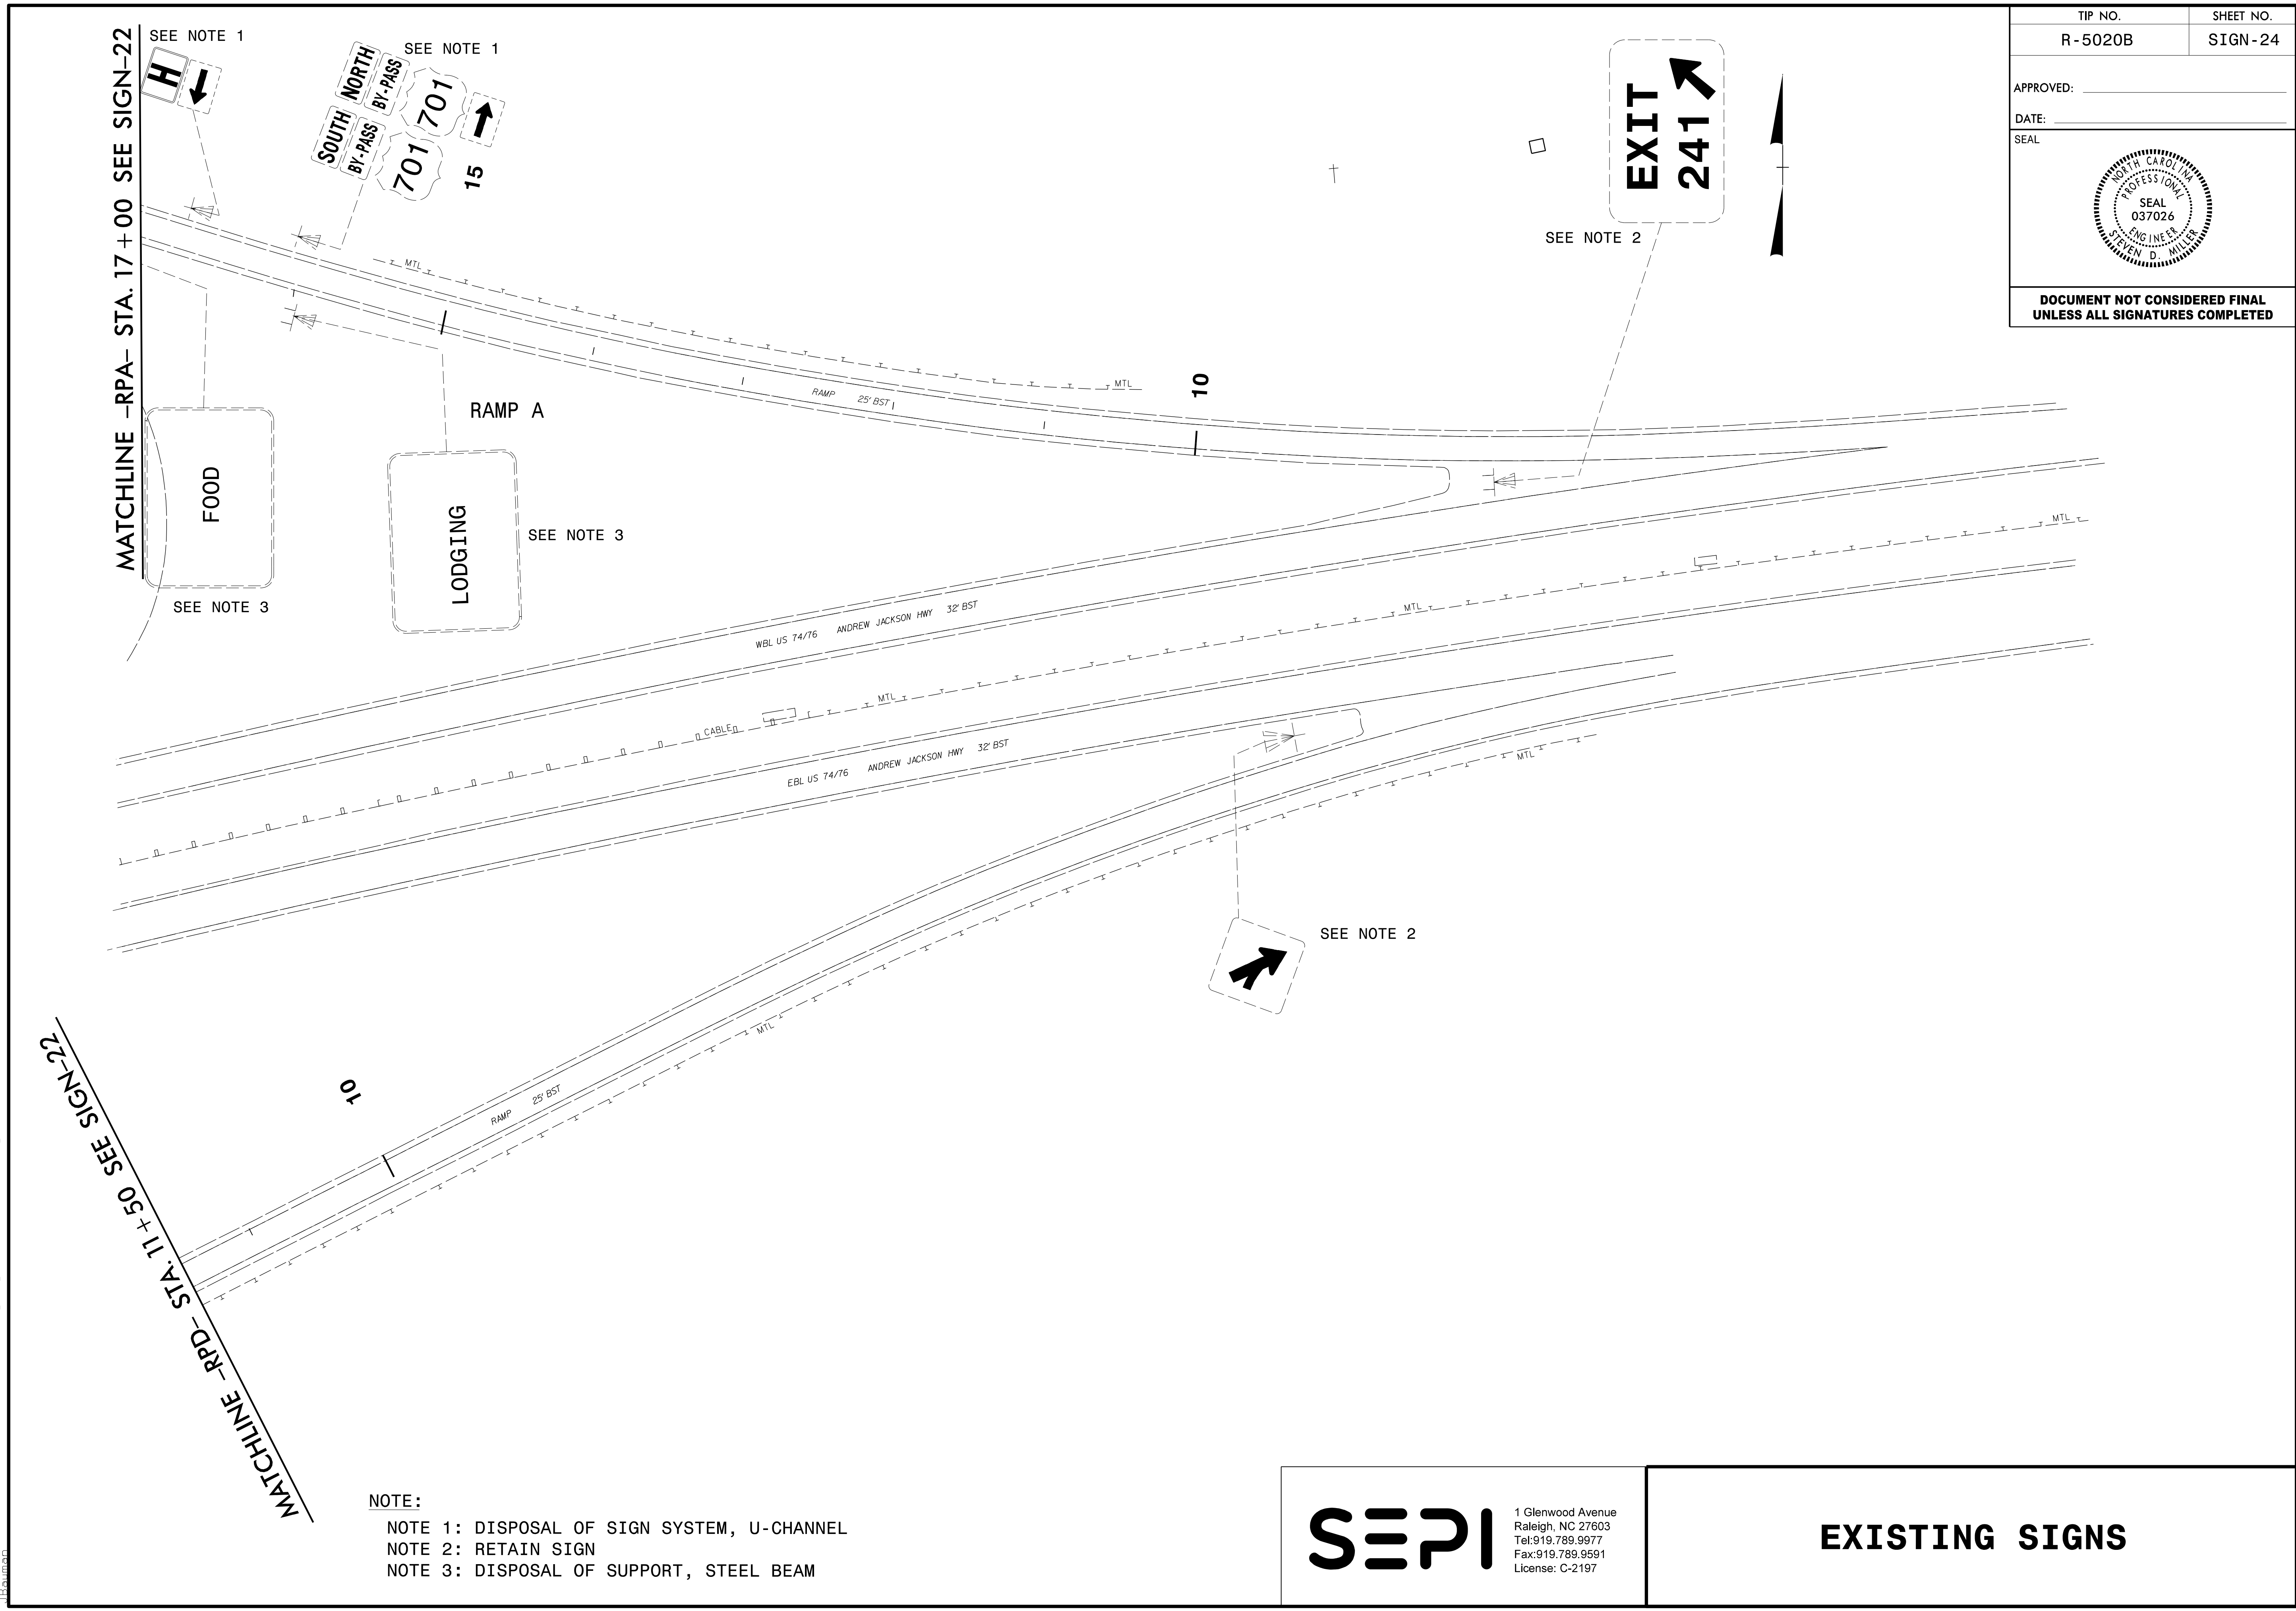 TIP NO.
SHEET NO.
R-5020B
SIGN-24
APPROVED:
DATE:
SEAL
NORTH CAROLINA
PROFESSIONAL
SEAL
037026
ENGINEER
STEVEN D. MILLER
DOCUMENT NOT CONSIDERED FINAL
UNLESS ALL SIGNATURES COMPLETED
MATCHLINE -RPA- STA. 17+00 SEE SIGN-22
SEE NOTE 1
H
SEE NOTE 1
NORTH
BY-PASS
701
SOUTH
BY-PASS
701
15
EXIT
241
SEE NOTE 2
MTL
MTL
10
RAMP 25' BST
RAMP A
FOOD
SEE NOTE 3
LODGING
SEE NOTE 3
MTL
WBL US 74/76 ANDREW JACKSON HWY 32' BST
MTL
MTL
CABLE
EBL US 74/76 ANDREW JACKSON HWY 32' BST
MTL
SEE NOTE 2
MTL
10
RAMP 25' BST
MATCHLINE -RPD- STA. 11+50 SEE SIGN-22
NOTE:
NOTE 1: DISPOSAL OF SIGN SYSTEM, U-CHANNEL
NOTE 2: RETAIN SIGN
NOTE 3: DISPOSAL OF SUPPORT, STEEL BEAM
SEPI
1 Glenwood Avenue
Raleigh, NC 27603
Tel:919.789.9977
Fax:919.789.9591
License: C-2197
EXISTING SIGNS